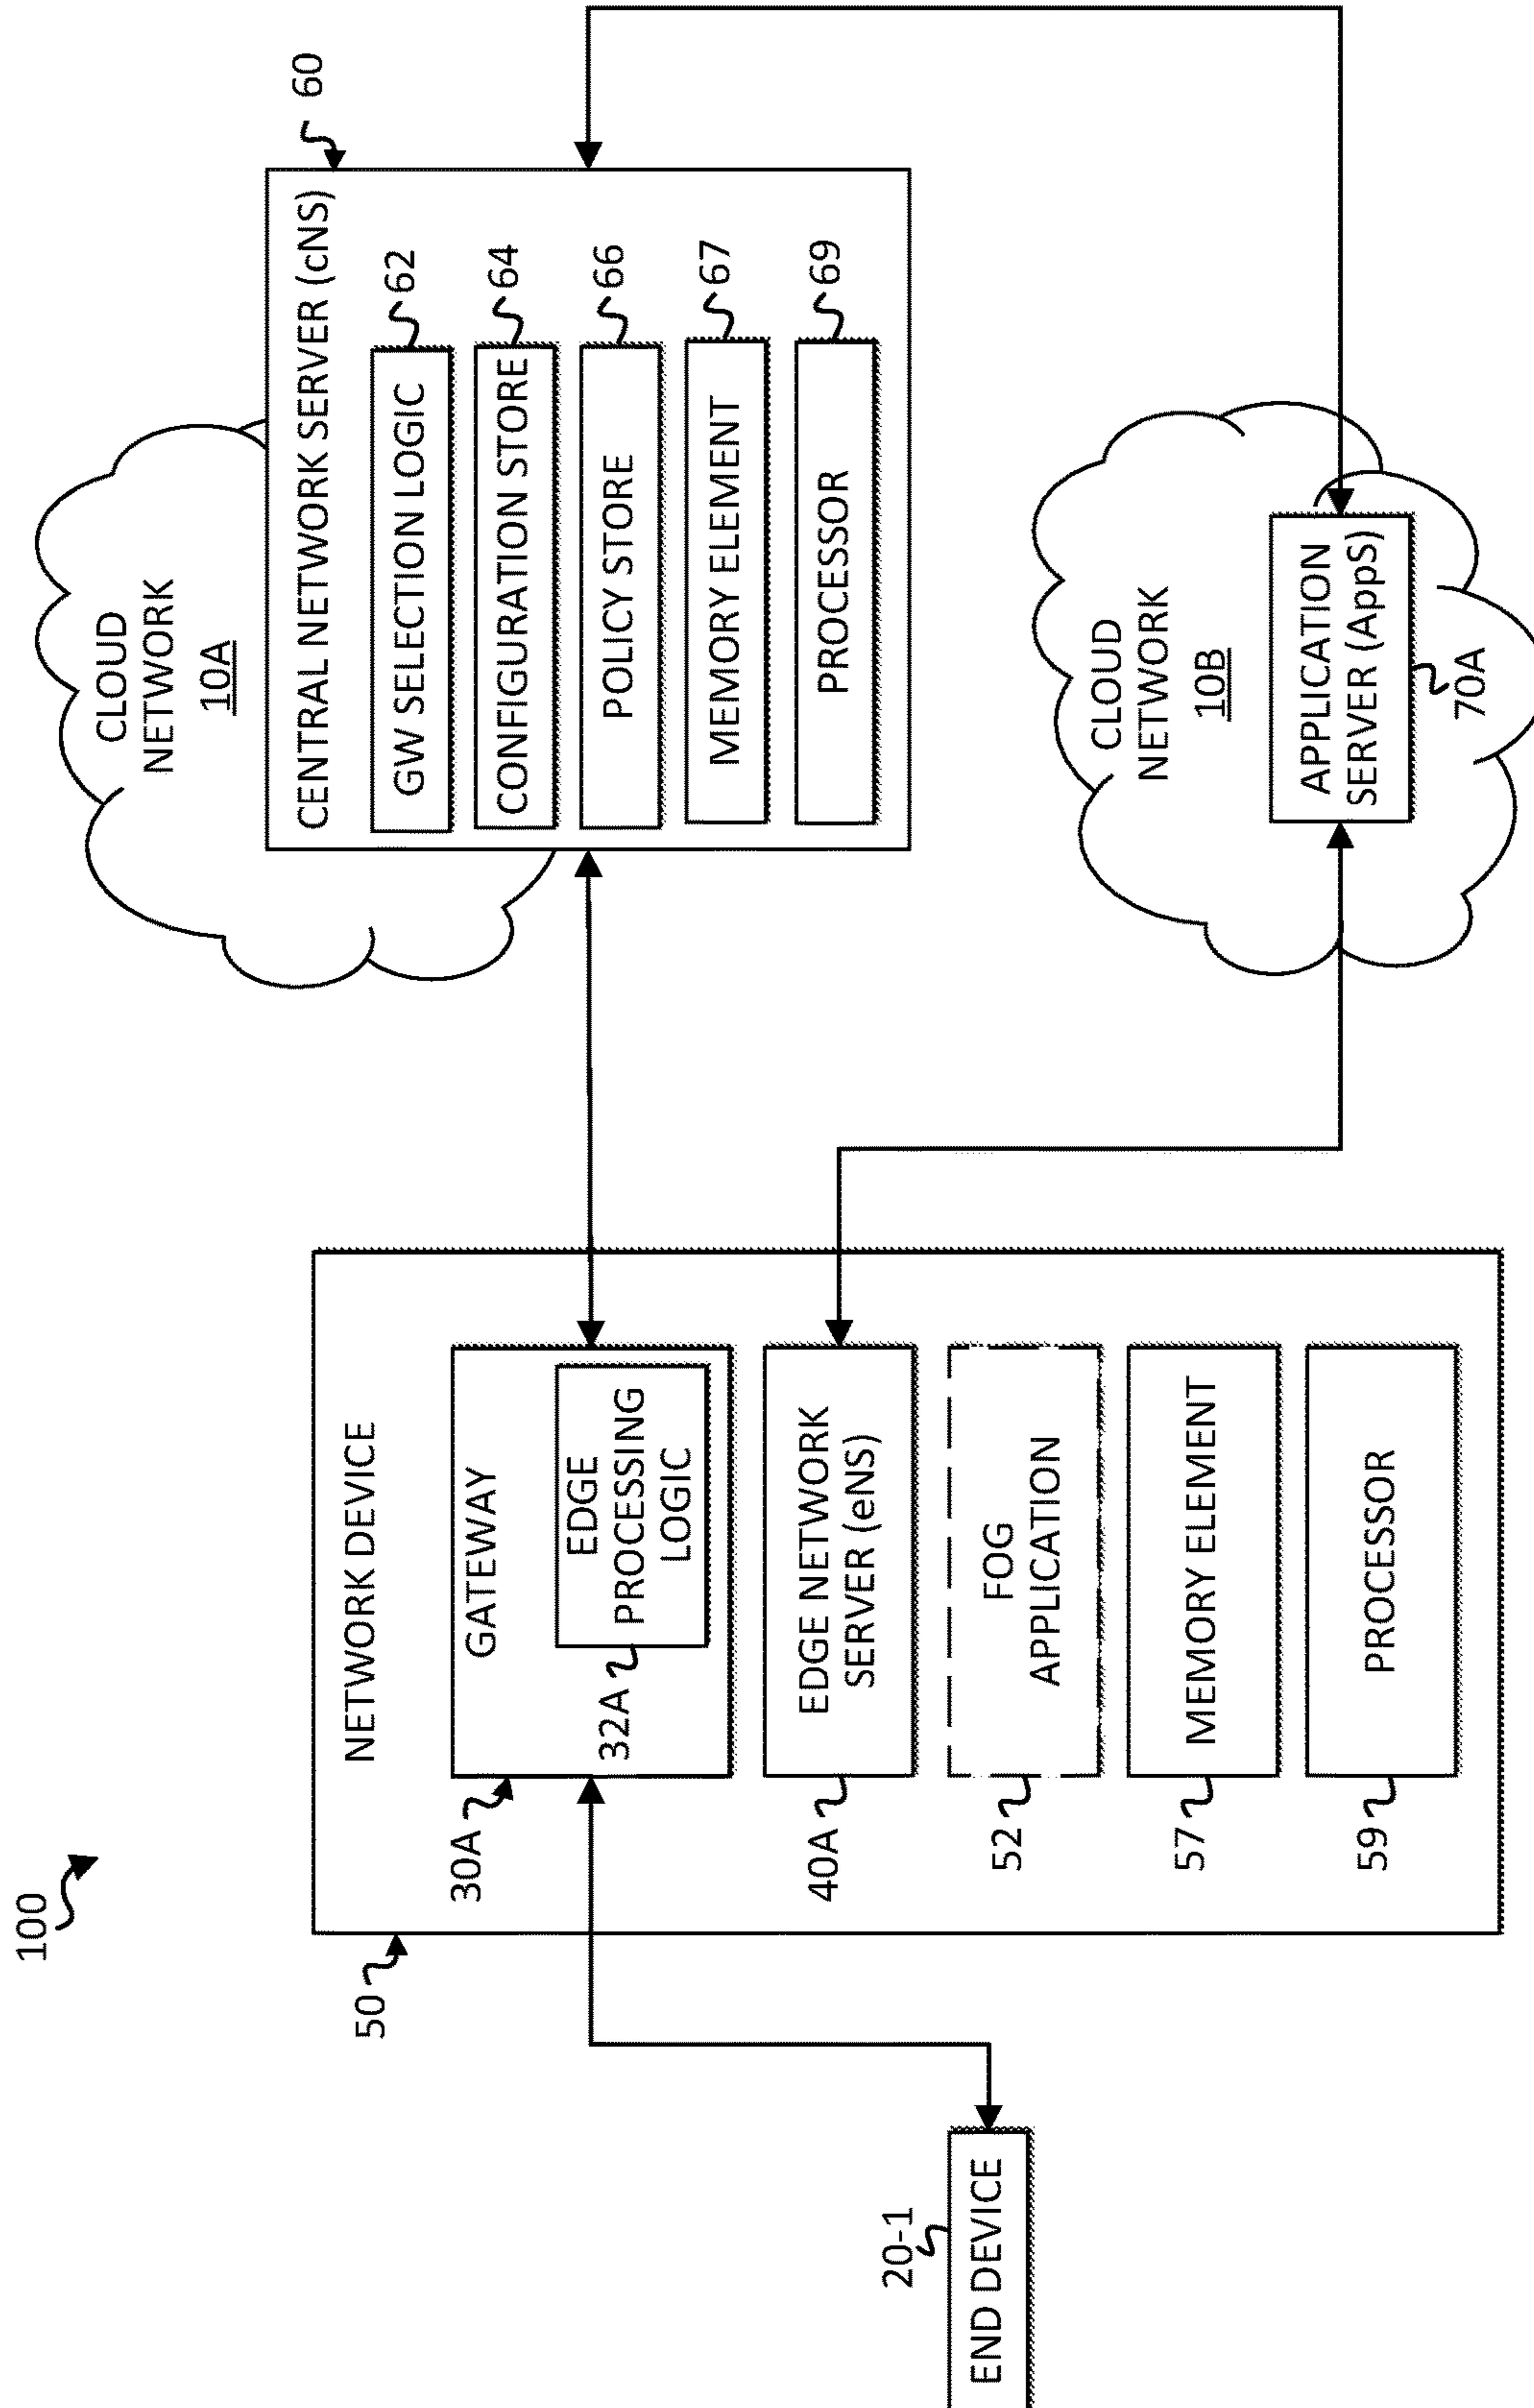 100
50
NETWORK DEVICE
30A
GATEWAY
32A
EDGE
PROCESSING
LOGIC
40A
EDGE NETWORK
SERVER (eNS)
52
FOG
APPLICATION
57
MEMORY ELEMENT
59
PROCESSOR
20-1
END DEVICE
CLOUD
NETWORK
10A
60
CENTRAL NETWORK SERVER (cNS)
GW SELECTION LOGIC
62
CONFIGURATION STORE
64
POLICY STORE
66
MEMORY ELEMENT
67
PROCESSOR
69
CLOUD
NETWORK
10B
APPLICATION
SERVER (AppS)
70A